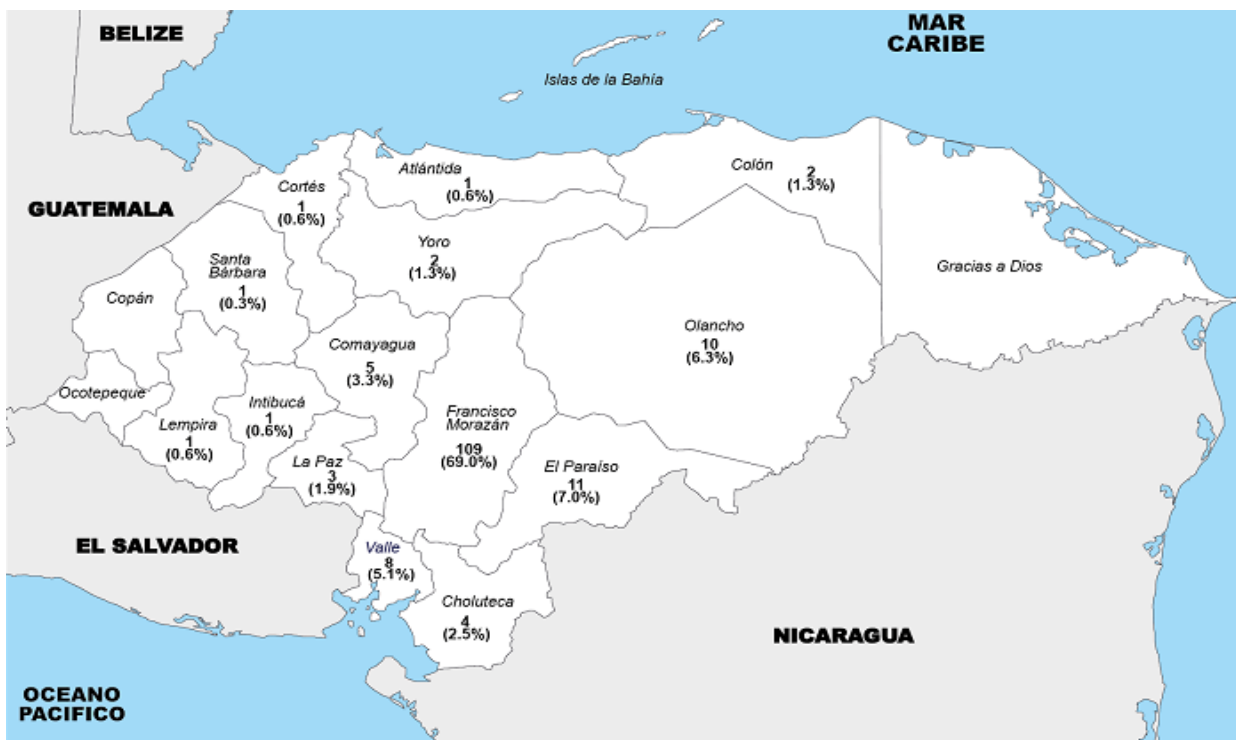 BELIZE
MAR
CARIBE
Islas de la Bahía
GUATEMALA
Cortés
1
(0.6%)
Atlántida
1
(0.6%)
Colón
2
(1.3%)
Santa
Bárbara
1
(0.3%)
Yoro
2
(1.3%)
Gracias a Dios
Copán
Comayagua
5
(3.3%)
Olancho
10
(6.3%)
Ocotepeque
Lempira
1
(0.6%)
Intibucá
1
(0.6%)
Francisco
Morazán
109
(69.0%)
La Paz
3
(1.9%)
El Paraíso
11
(7.0%)
EL SALVADOR
Valle
8
(5.1%)
Choluteca
4
(2.5%)
NICARAGUA
OCEANO
PACIFICO